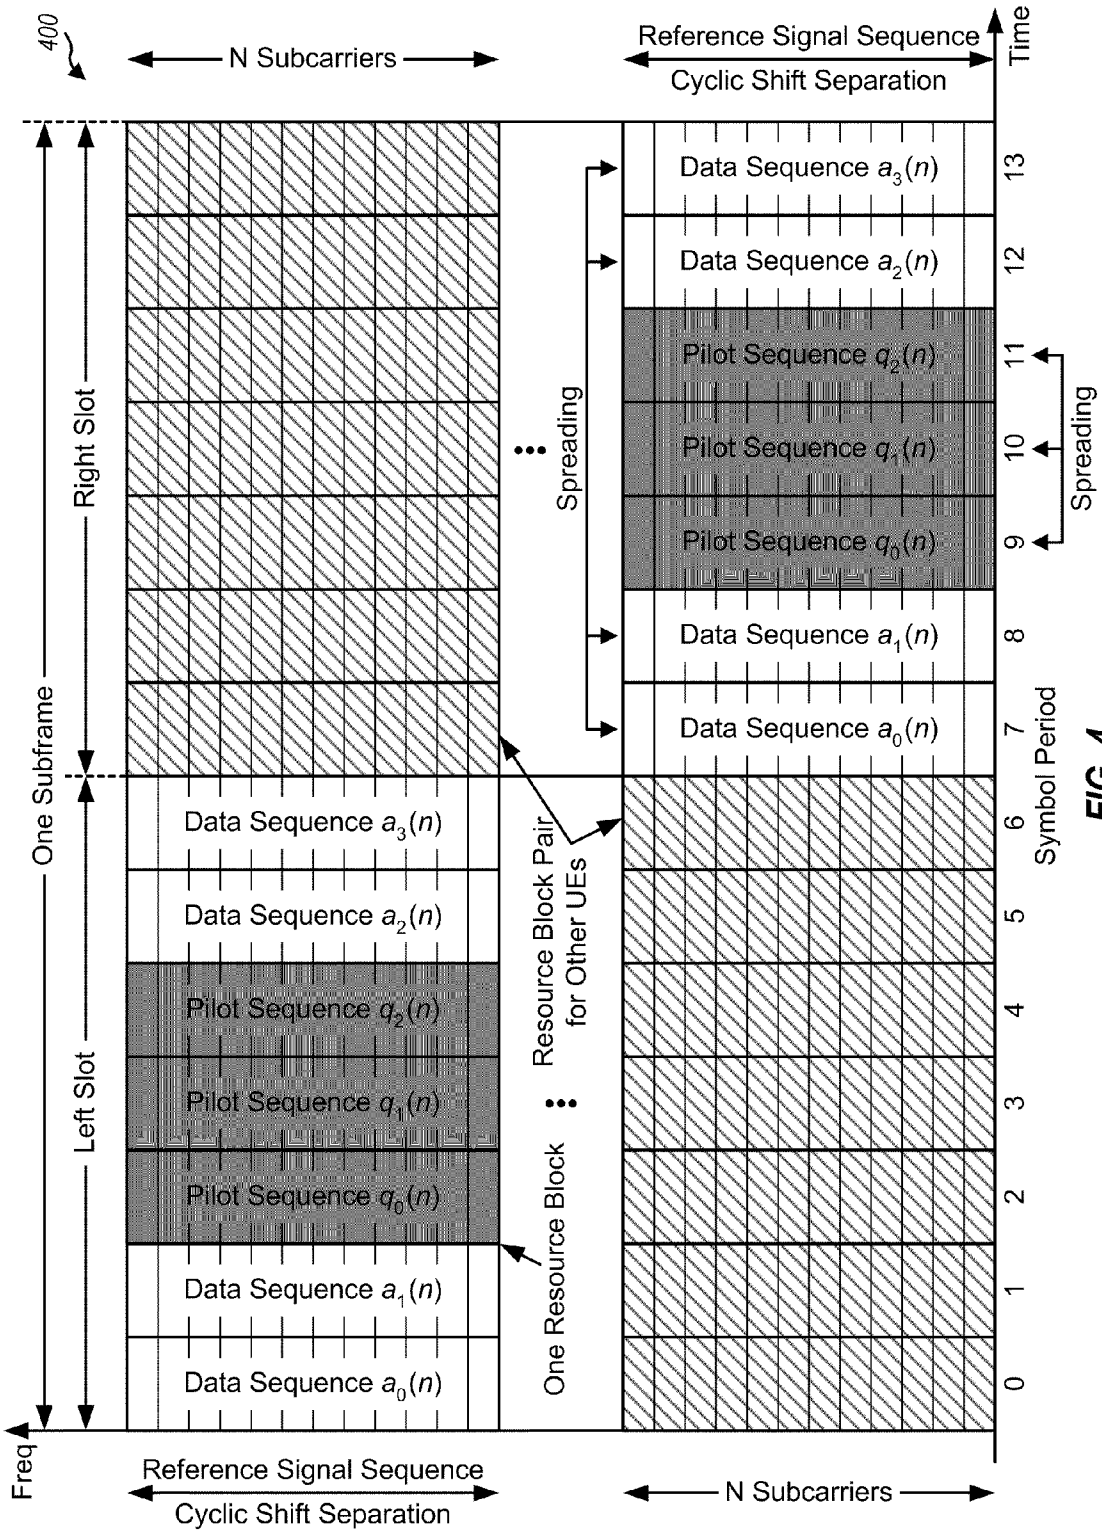 400
One Subframe
Left Slot
Right Slot
Freq
Reference Signal Sequence
Cyclic Shift Separation
N Subcarriers
Data Sequence a0(n)
Data Sequence a1(n)
Pilot Sequence q0(n)
Pilot Sequence q1(n)
Pilot Sequence q2(n)
Data Sequence a2(n)
Data Sequence a3(n)
One Resource Block
Resource Block Pair
for Other UEs
Spreading
N Subcarriers
Reference Signal Sequence
Cyclic Shift Separation
Data Sequence a0(n)
Data Sequence a1(n)
Pilot Sequence q0(n)
Pilot Sequence q1(n)
Pilot Sequence q2(n)
Data Sequence a2(n)
Data Sequence a3(n)
0 1 2 3 4 5 6 7 8 9 10 11 12 13
Time
Symbol Period
Spreading